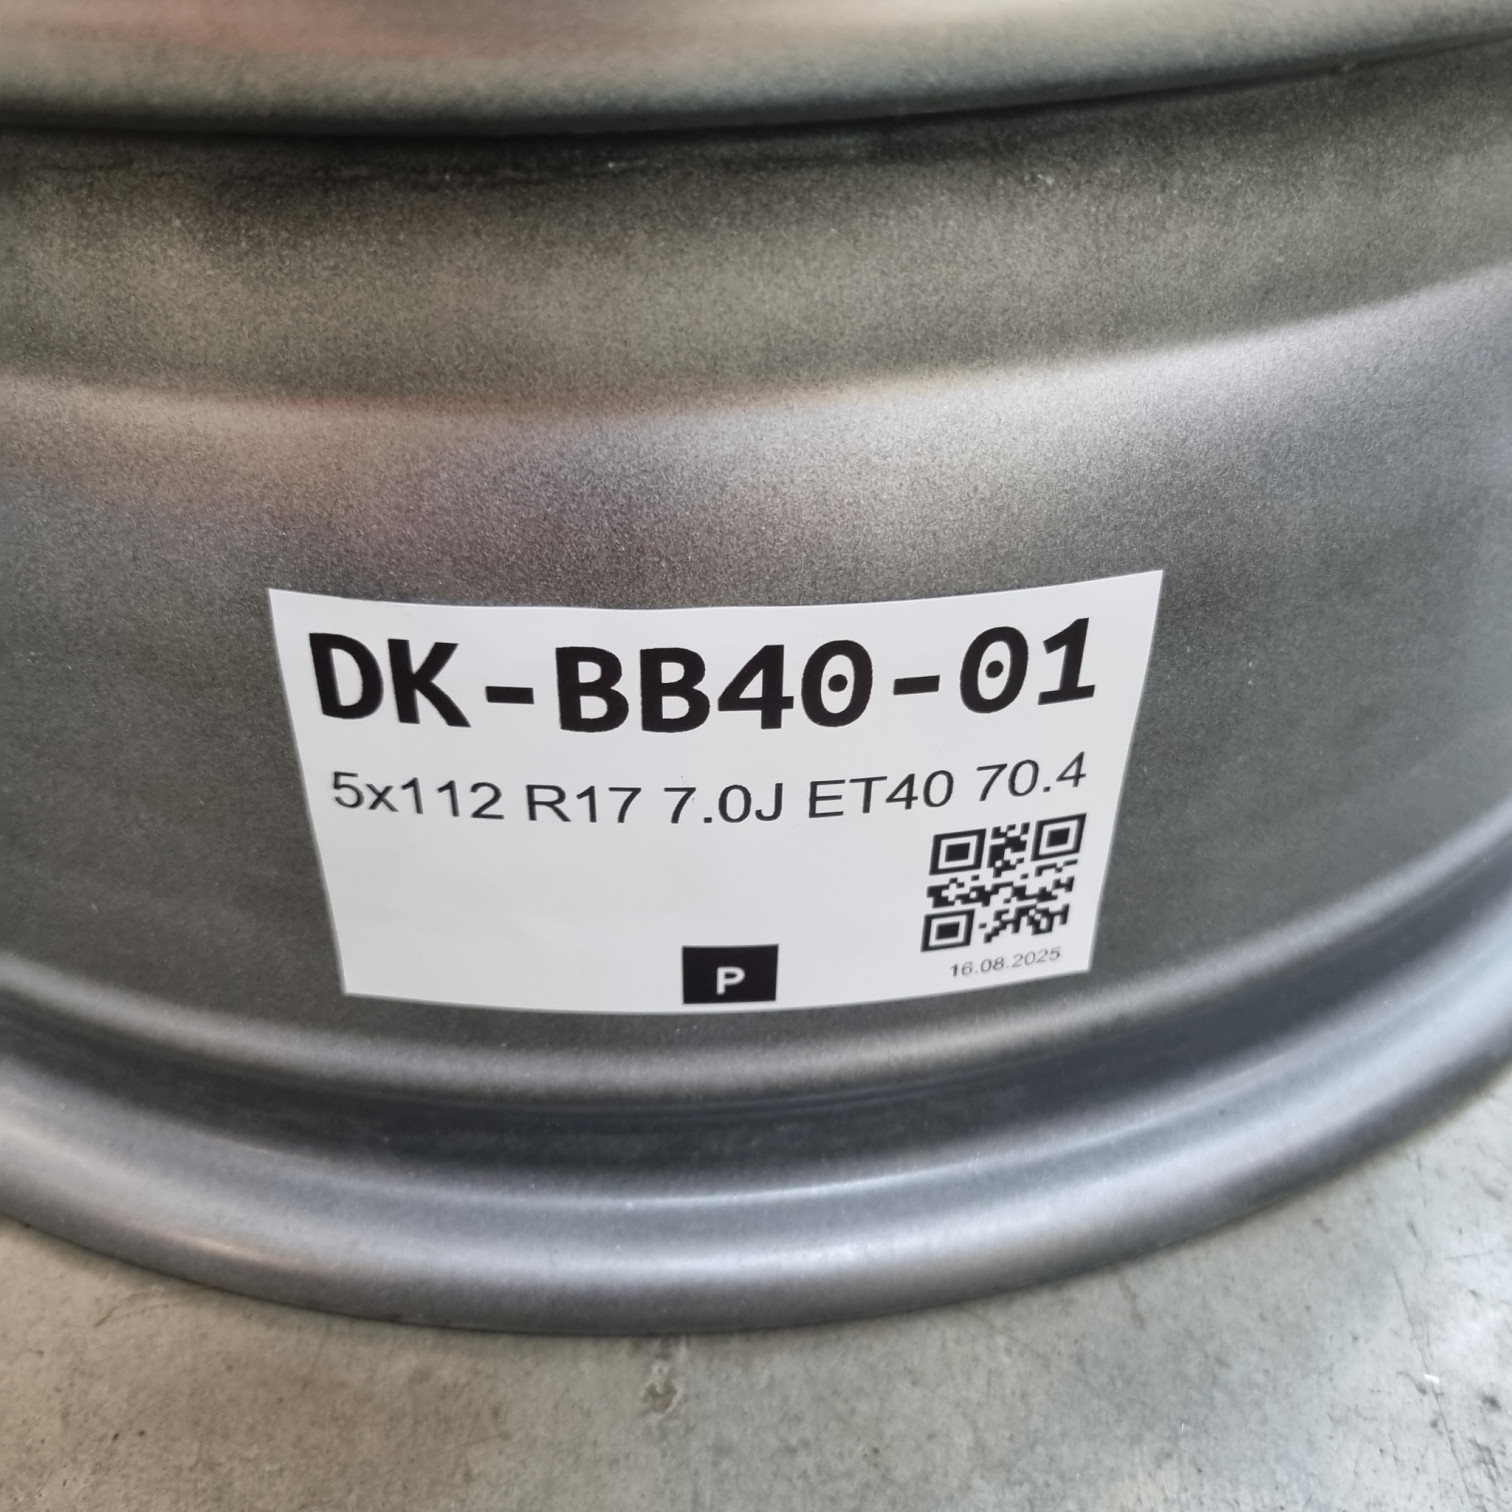 DK-BB40-01
5x112 R17 7.0J ET40 70.4
P
16.08.2025